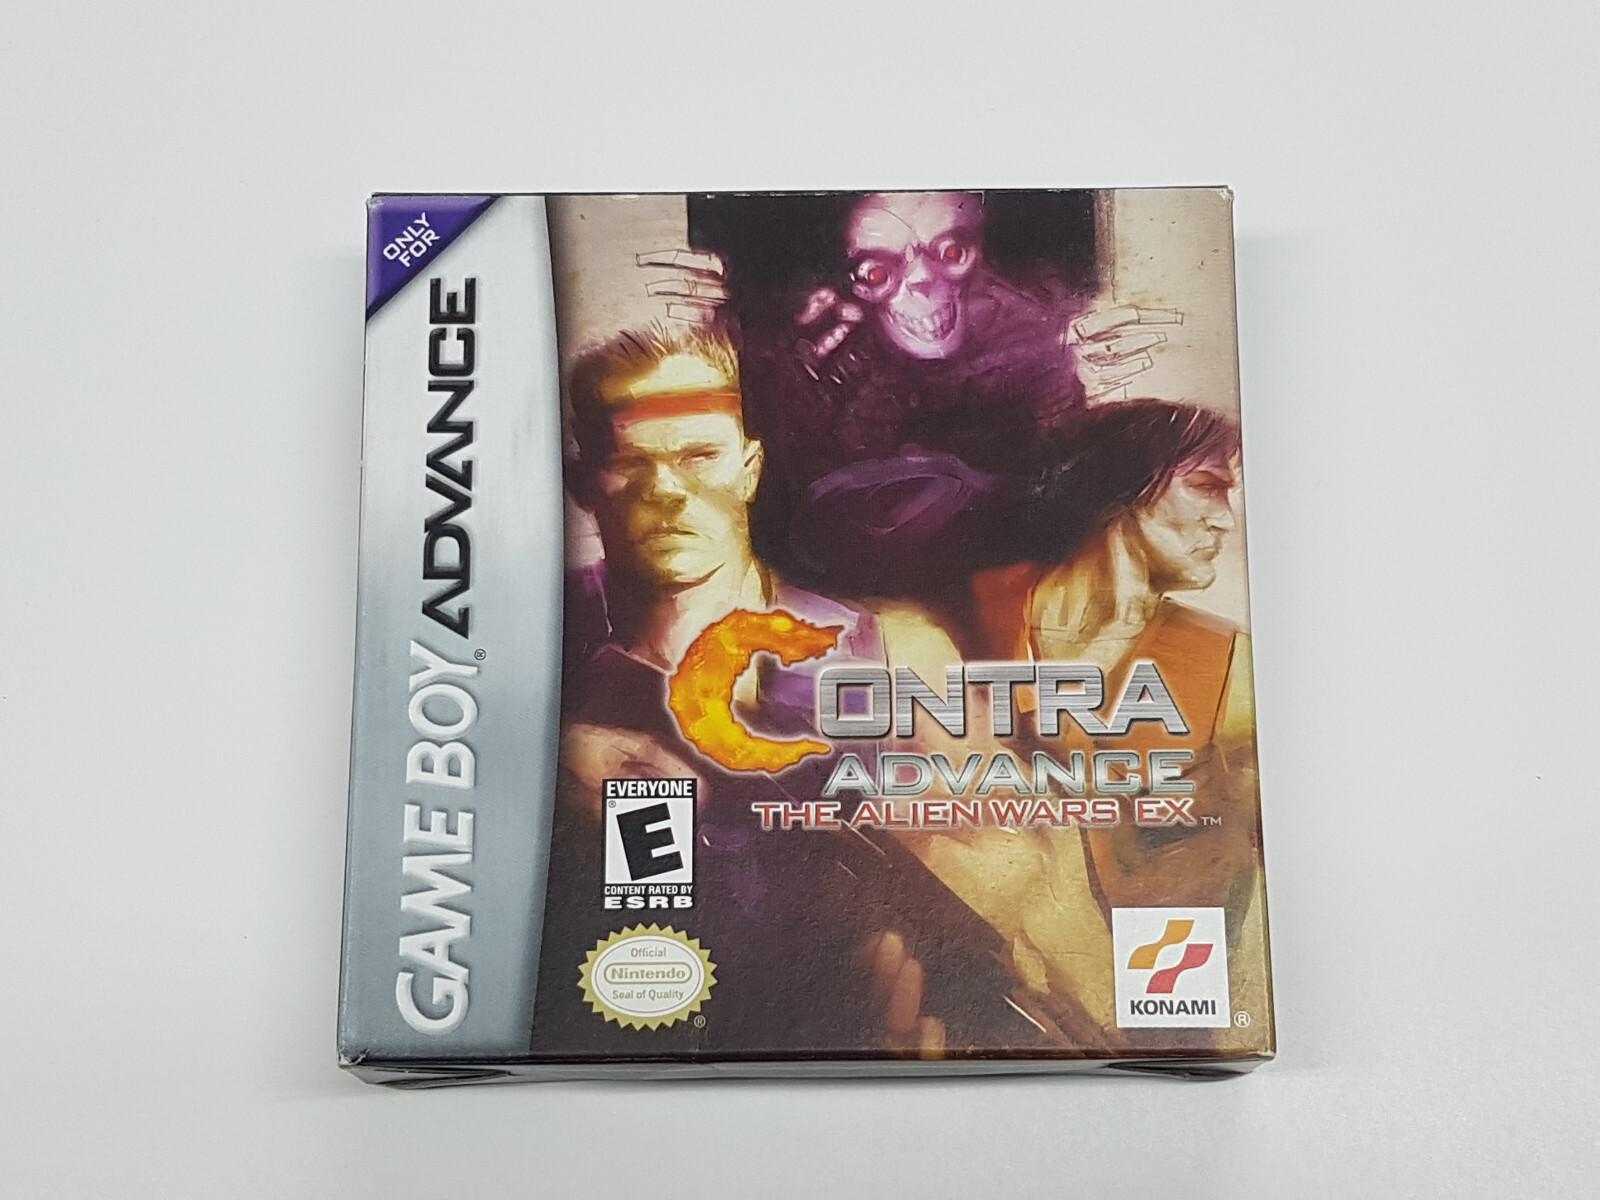 ONLY
FOR
GAME BOY ADVANCE
®
CONTRA
ADVANCE
THE ALIEN WARS EX™
EVERYONE
®
E
CONTENT RATED BY
ESRB
Official
Nintendo
Seal of Quality
®
KONAMI
®